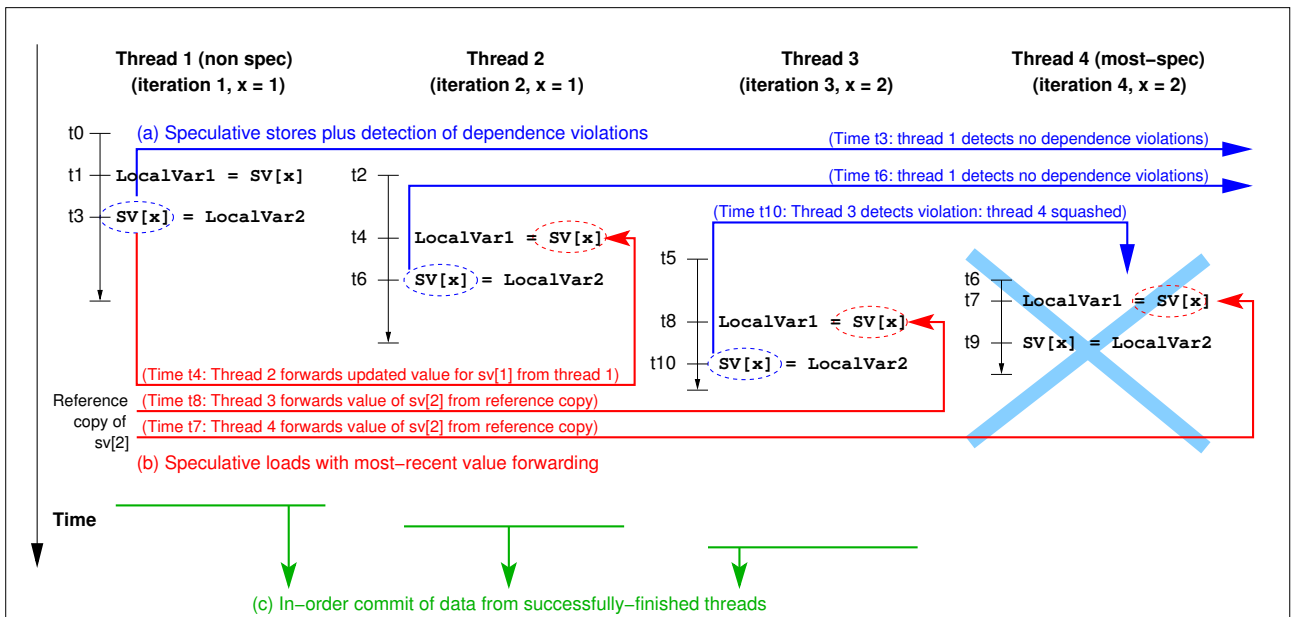 Thread 1 (non spec)
(iteration 1, x = 1)
Thread 2
(iteration 2, x = 1)
Thread 3
(iteration 3, x = 2)
Thread 4 (most−spec)
(iteration 4, x = 2)
(a) Speculative stores plus detection of dependence violations
(Time t3: thread 1 detects no dependence violations)
(Time t6: thread 1 detects no dependence violations)
(Time t10: Thread 3 detects violation: thread 4 squashed)
t0
t1 LocalVar1 = SV[x]
t3 SV[x] = LocalVar2
t2
t4 LocalVar1 = SV[x]
t6 SV[x] = LocalVar2
t5
t8 LocalVar1 = SV[x]
t10 SV[x] = LocalVar2
t6
t7 LocalVar1 = SV[x]
t9 SV[x] = LocalVar2
(Time t4: Thread 2 forwards updated value for sv[1] from thread 1)
(Time t8: Thread 3 forwards value of sv[2] from reference copy)
(Time t7: Thread 4 forwards value of sv[2] from reference copy)
Reference
copy of
sv[2]
(b) Speculative loads with most−recent value forwarding
Time
(c) In−order commit of data from successfully−finished threads